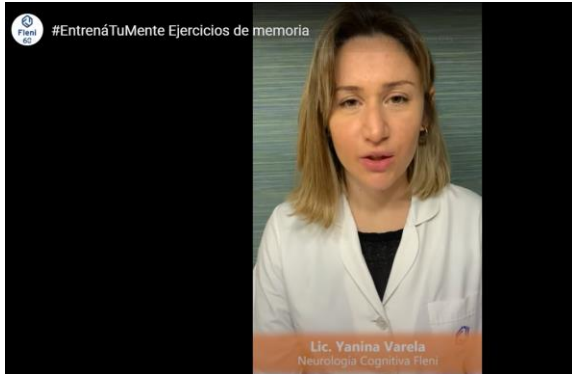 Fleni
60
#EntrenáTuMente Ejercicios de memoria
Lic. Yanina Varela
Neurología Cognitiva Fleni